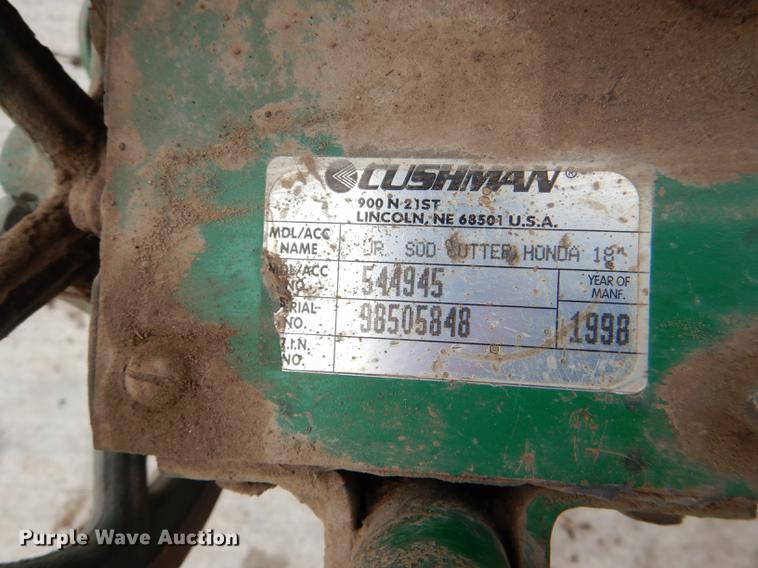 CUSHMAN®
900 N 21ST
LINCOLN, NE 68501 U.S.A.
MDL/ACC NAME JR. SOD CUTTER HONDA 18"
MDL/ACC NO. 544945
YEAR OF MANF.
SERIAL NO. 98505848 1998
P.I.N. NO.
Purple Wave Auction®